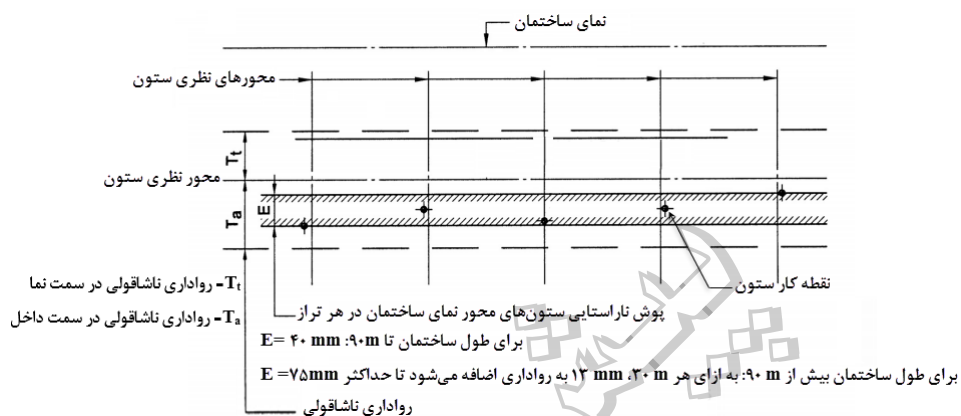 نمای ساختمان
محورهای نظری ستون
Tt
محور نظری ستون
E
Ta
نقطه کار ستون
Tt- رواداری ناشاقولی در سمت نما
پوش ناراستایی ستون‌های محور نمای ساختمان در هر تراز
Ta- رواداری ناشاقولی در سمت داخل
برای طول ساختمان تا ۹۰m: E= ۴۰ mm
برای طول ساختمان بیش از ۹۰ m: به ازای هر ۳۰ m، ۱۳ mm به رواداری اضافه می‌شود تا حداکثر E =۷۵mm
رواداری ناشاقولی